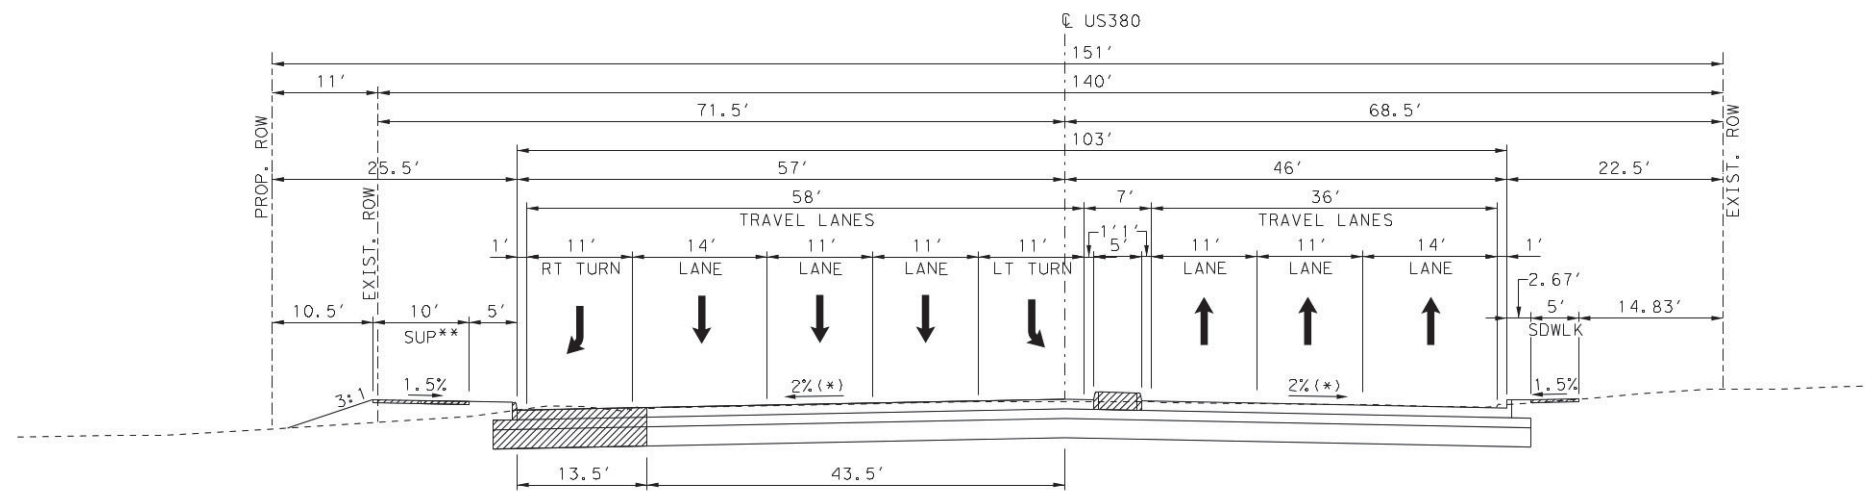 ℄ US380
151'
11'
140'
71.5'
68.5'
103'
25.5'
57'
46'
22.5'
PROP. ROW
EXIST. ROW
EXIST. ROW
58'
TRAVEL LANES
7'
36'
TRAVEL LANES
1'
11'
RT TURN
14'
LANE
11'
LANE
11'
LANE
11'
LT TURN
1'
1'
5'
11'
LANE
11'
LANE
14'
LANE
1'
2.67'
10.5'
10'
SUP**
5'
5'
SDWLK
14.83'
3:1
1.5%
2%(*)
2%(*)
1.5%
13.5'
43.5'